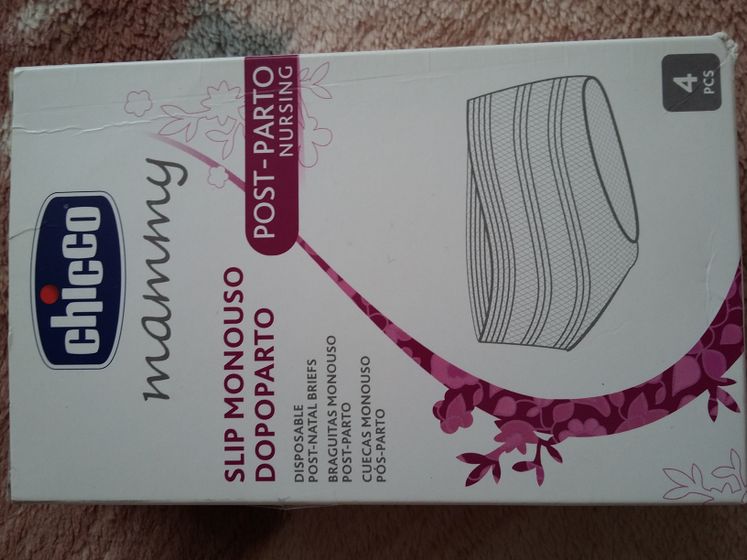 chicco
mammy
POST-PARTO
NURSING
SLIP MONOUSO
DOPOPARTO
DISPOSABLE
POST-NATAL BRIEFS
BRAGUITAS MONOUSO
POST-PARTO
CUECAS MONOUSO
PÓS-PARTO
4
PCS